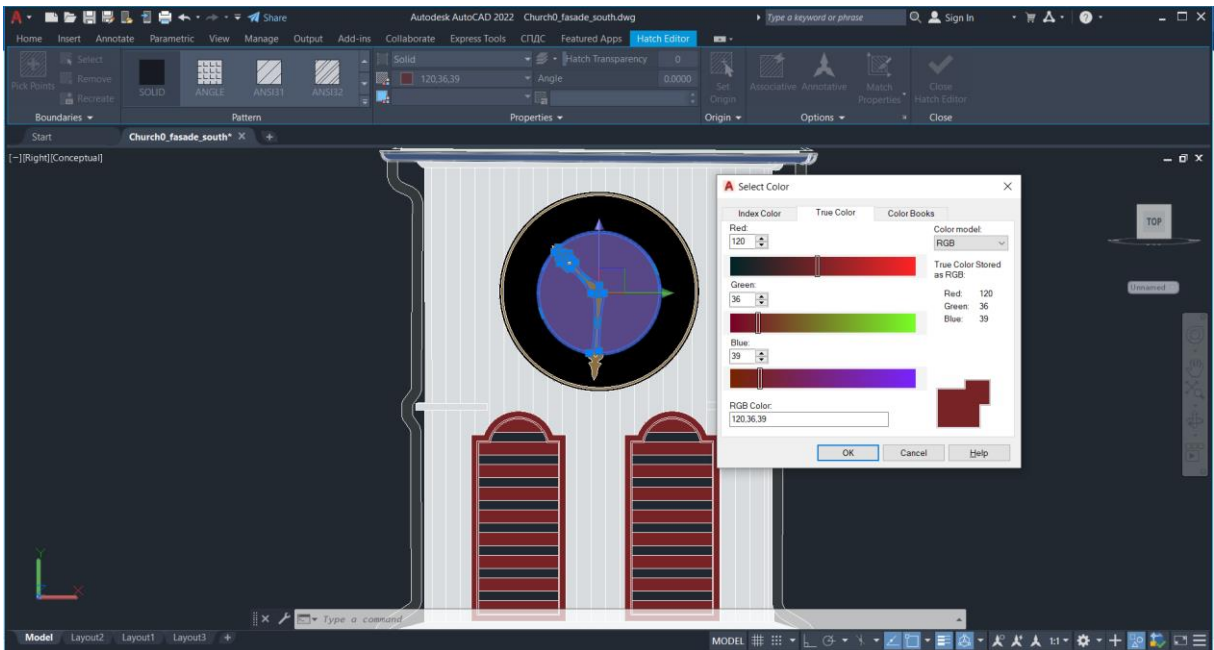 Share
Autodesk AutoCAD 2022 Church0_fasade_south.dwg
Type a keyword or phrase
Sign In
Home Insert Annotate Parametric View Manage Output Add-ins Collaborate Express Tools СПДС Featured Apps Hatch Editor
Pick Points
Select
Remove
Recreate
SOLID
ANGLE
ANSI31
ANSI32
Solid
120,36,39
Hatch Transparency 0
Angle 0.0000
Set
Origin
Associative
Annotative
Match
Properties
Close
Hatch Editor
Boundaries
Pattern
Properties
Origin
Options
Close
Start
Church0_fasade_south*
[−][Right][Conceptual]
TOP
Unnamed
Select Color
Index Color
True Color
Color Books
Red:
120
Color model:
RGB
True Color Stored
as RGB:
Red: 120
Green: 36
Blue: 39
Green:
36
Blue:
39
RGB Color:
120,36,39
OK
Cancel
Help
Y
X
Type a command
Model Layout2 Layout1 Layout3 +
MODEL
1:1